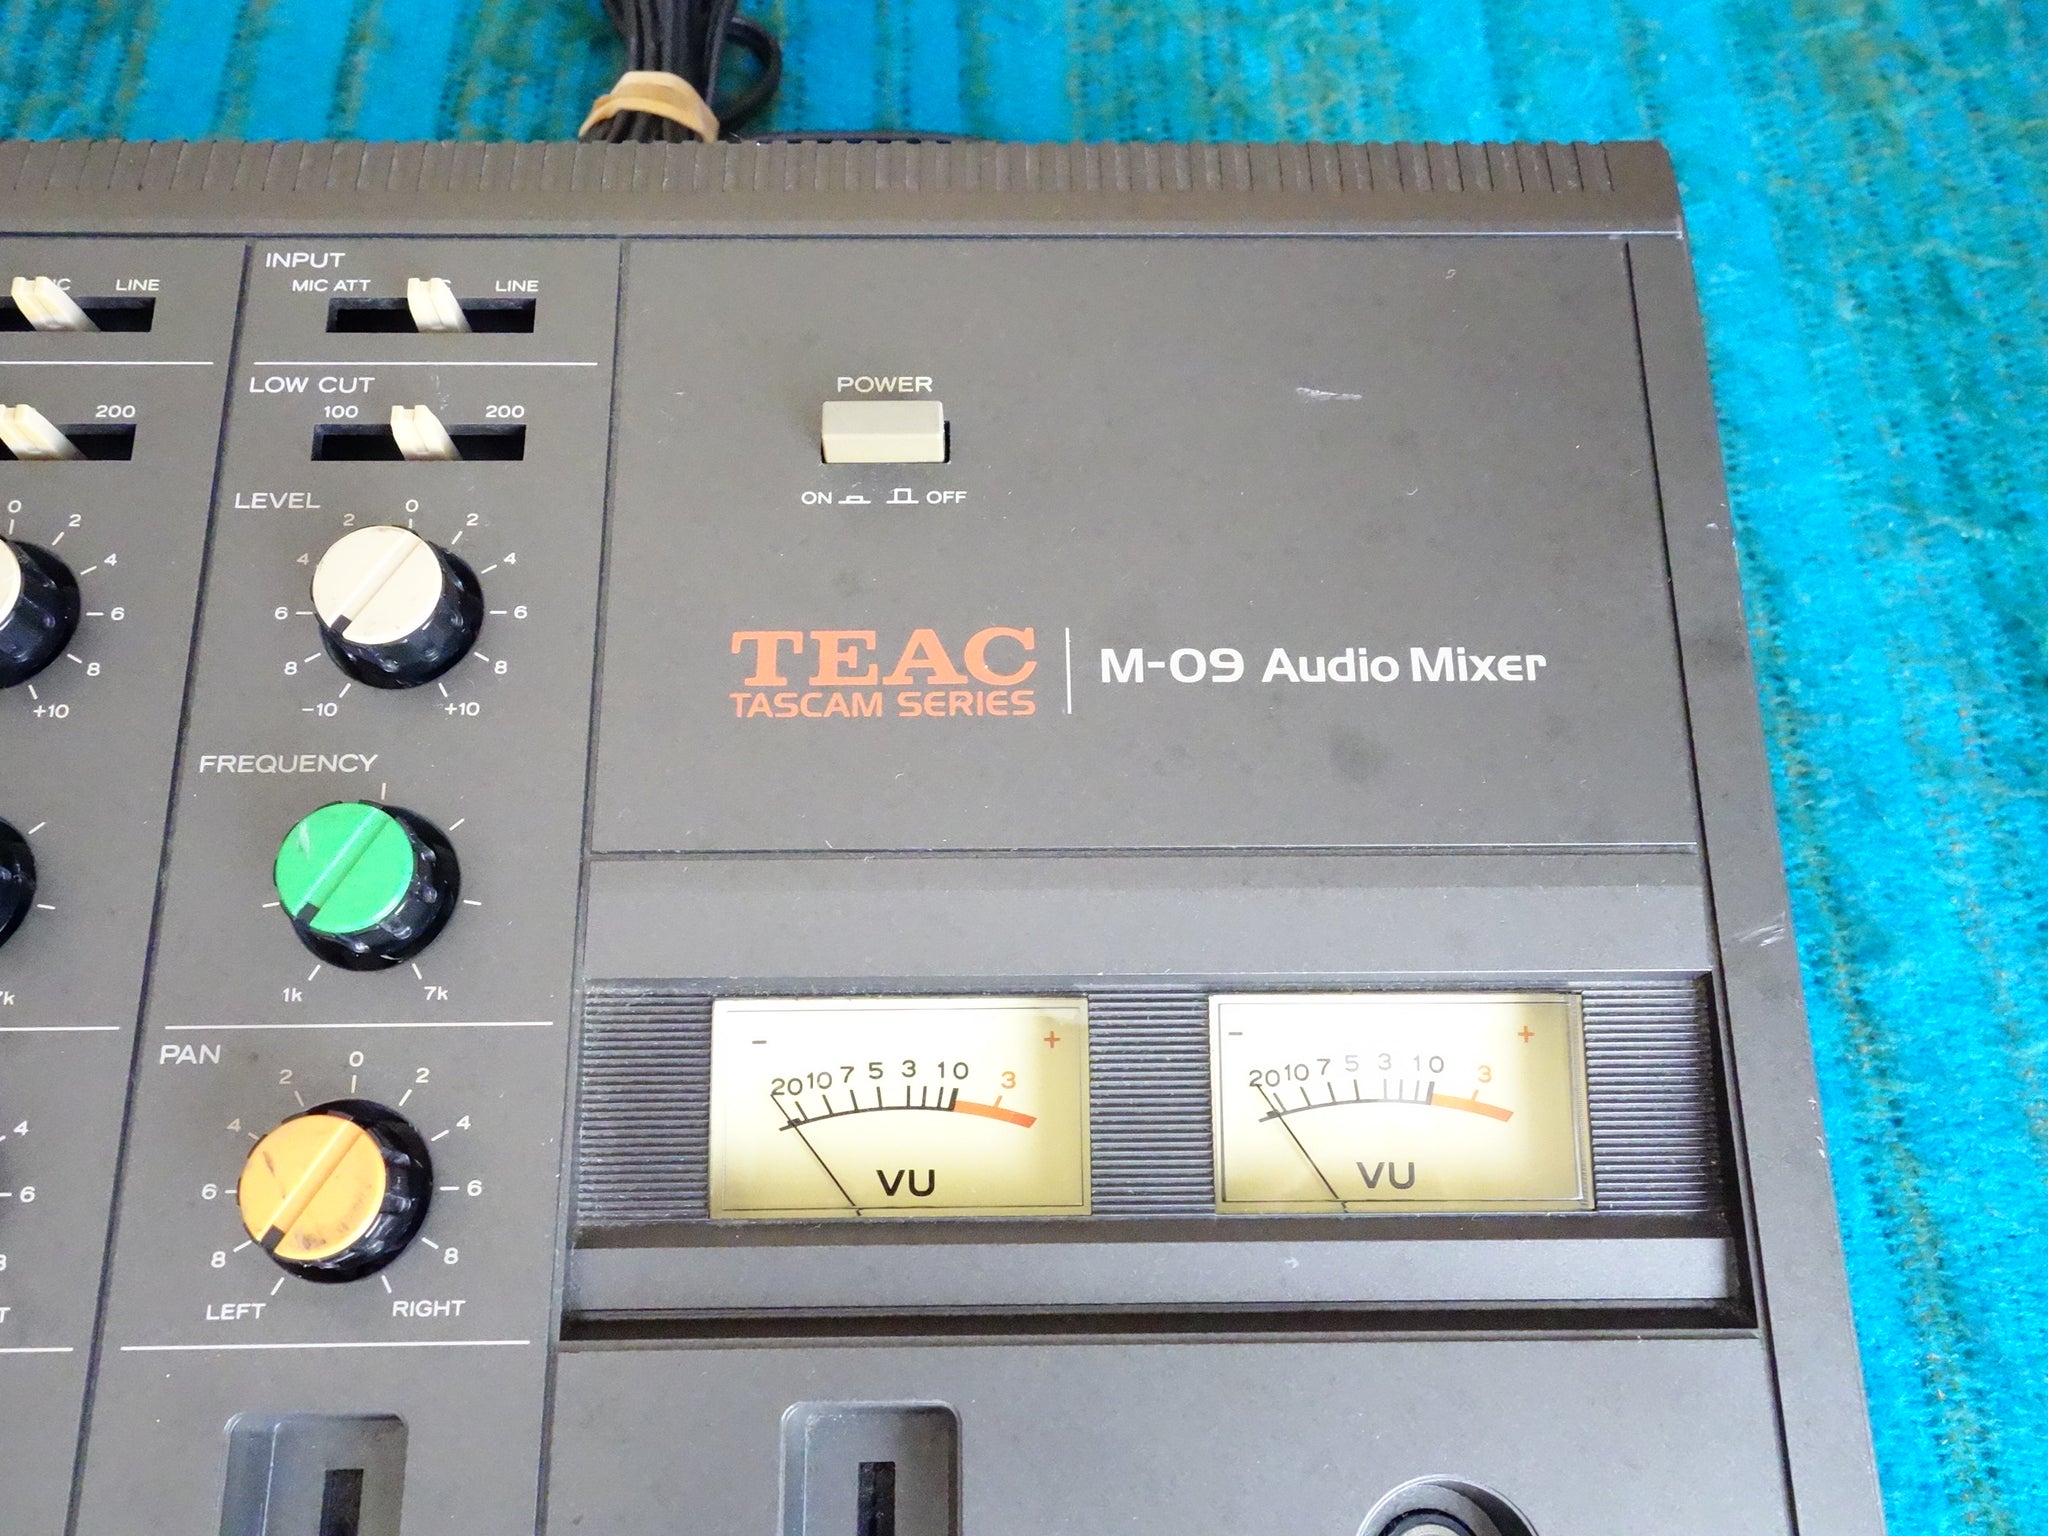 INPUT
LINE
MIC ATT
LINE
LOW CUT
200
100
200
POWER
ON OFF
LEVEL
0 2 4 6 8 +10
-10 8 6 4 2 0 2 4 6 8 +10
TEAC
TASCAM SERIES
M-09 Audio Mixer
FREQUENCY
1k 7k
PAN
4 6
LEFT 8 6 4 2 0 2 4 6 8 RIGHT
- +
20 10 7 5 3 1 0 3
VU
- +
20 10 7 5 3 1 0 3
VU